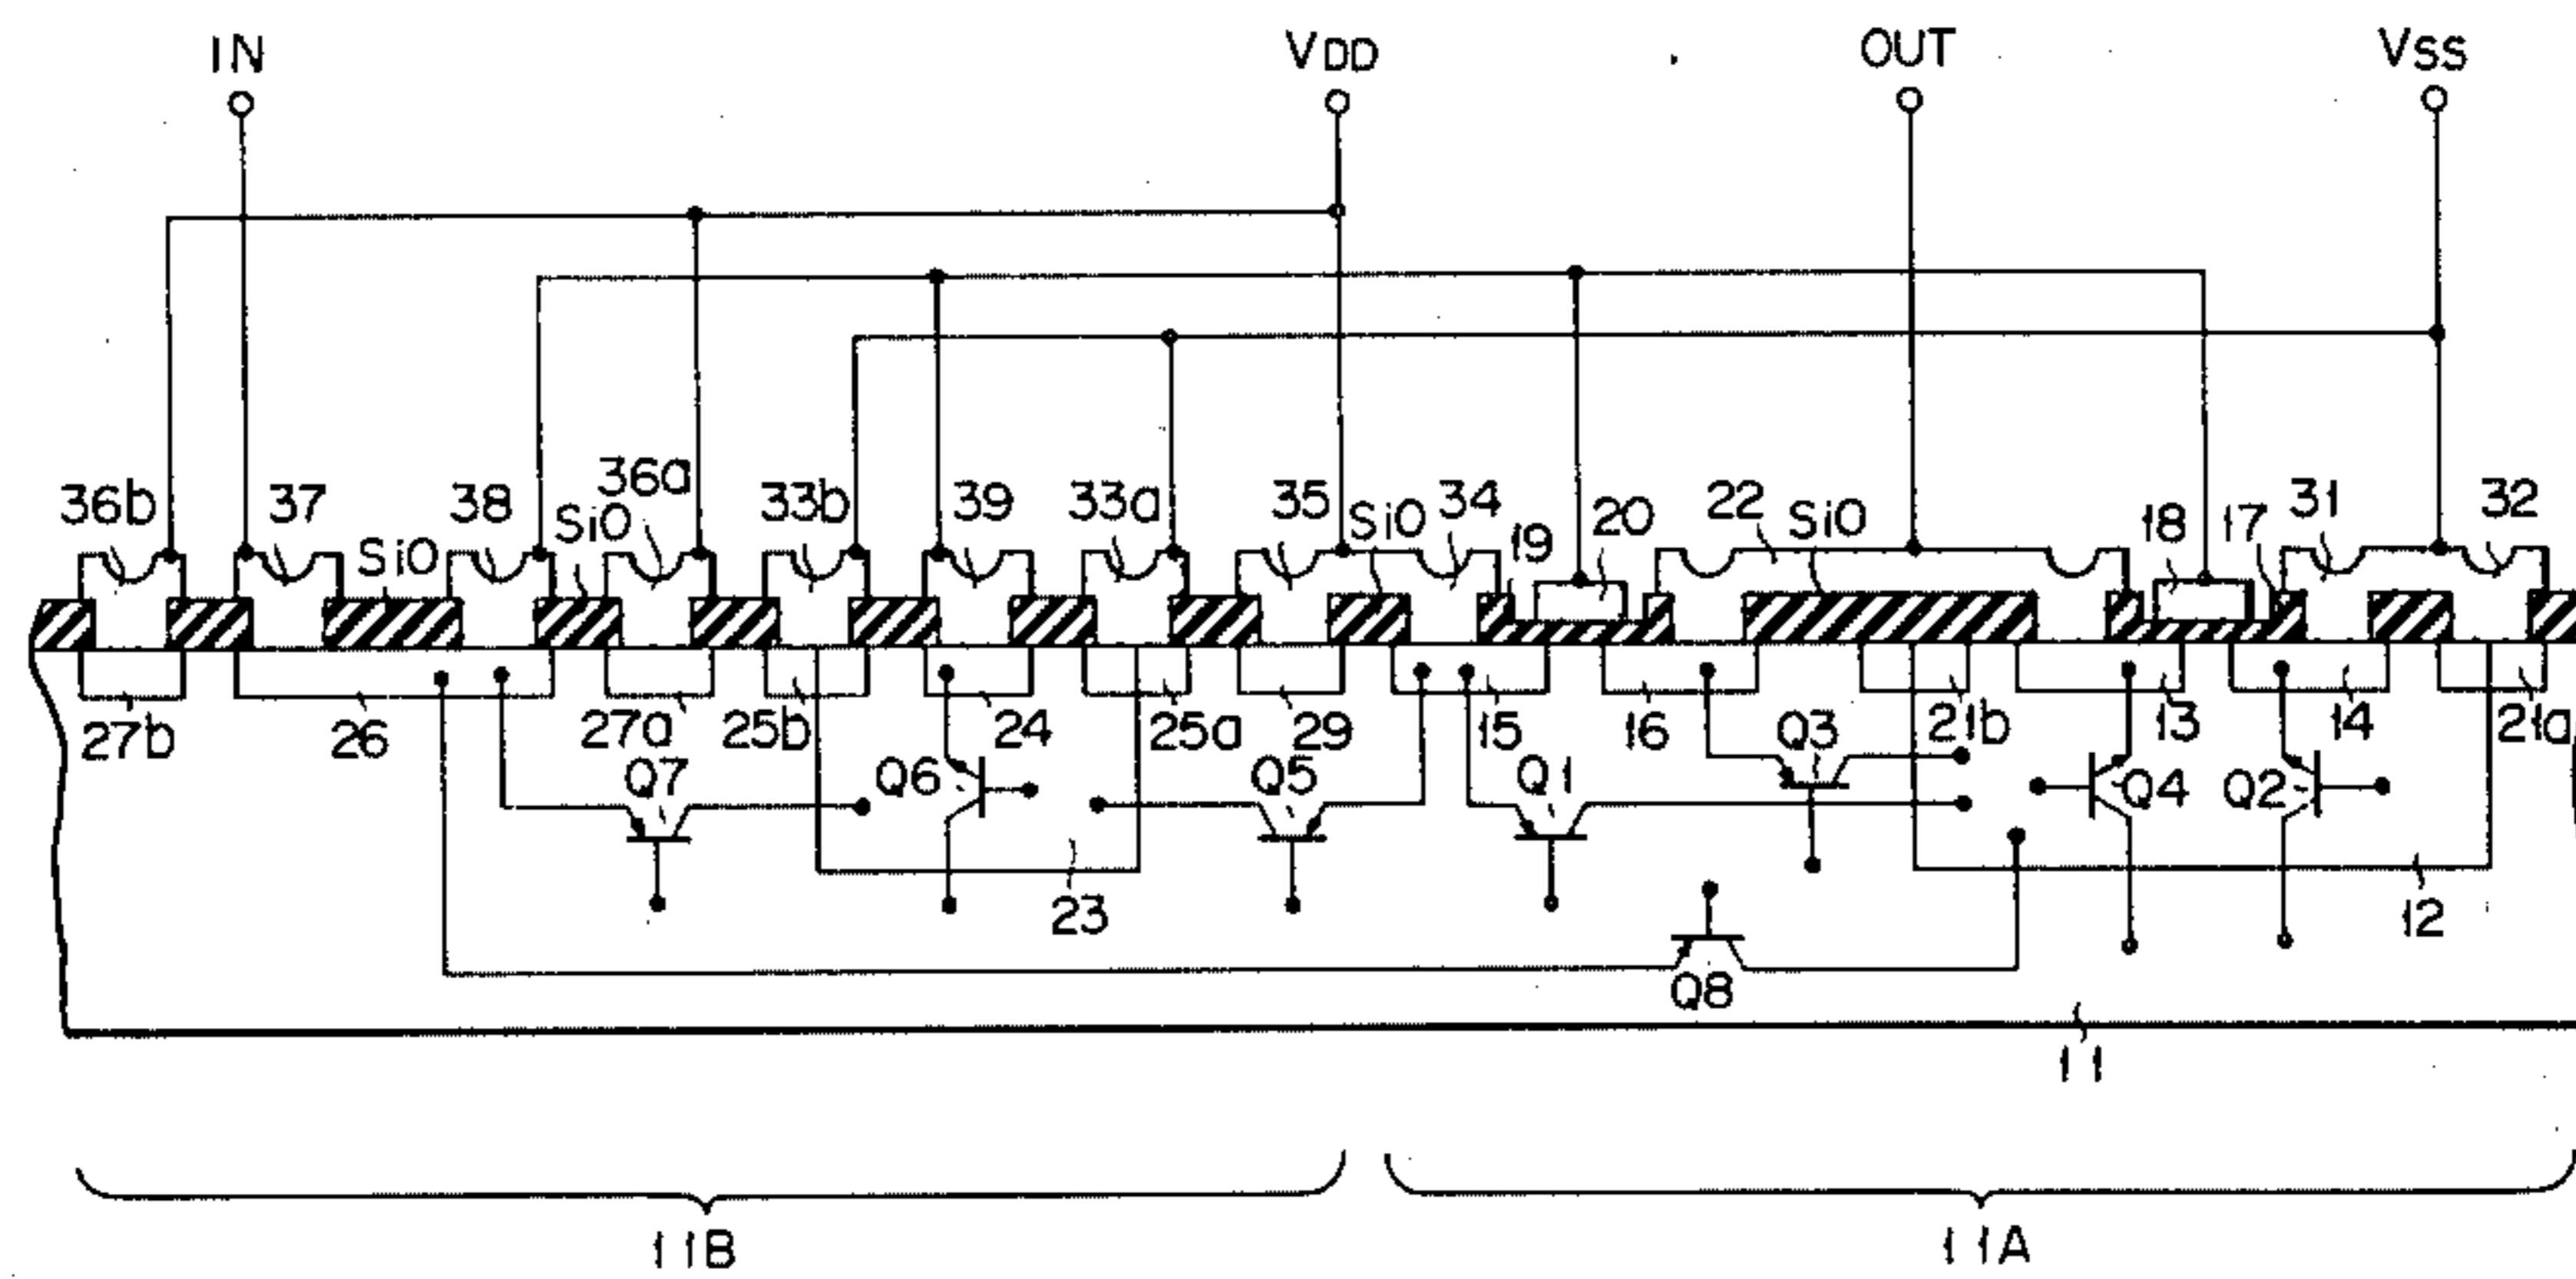 IN VDD OUT VSS
36b 37 SiO 38 SiO 36a 33b 39 33a 35 SiO 34 19 20 22 SiO 18 17 31 32
27b 26 27a 25b 24 25a 29 15 16 21b 13 14 21a
Q7 Q6 Q5 Q1 Q3 Q4 Q2
23 12
Q8
11
11B 11A